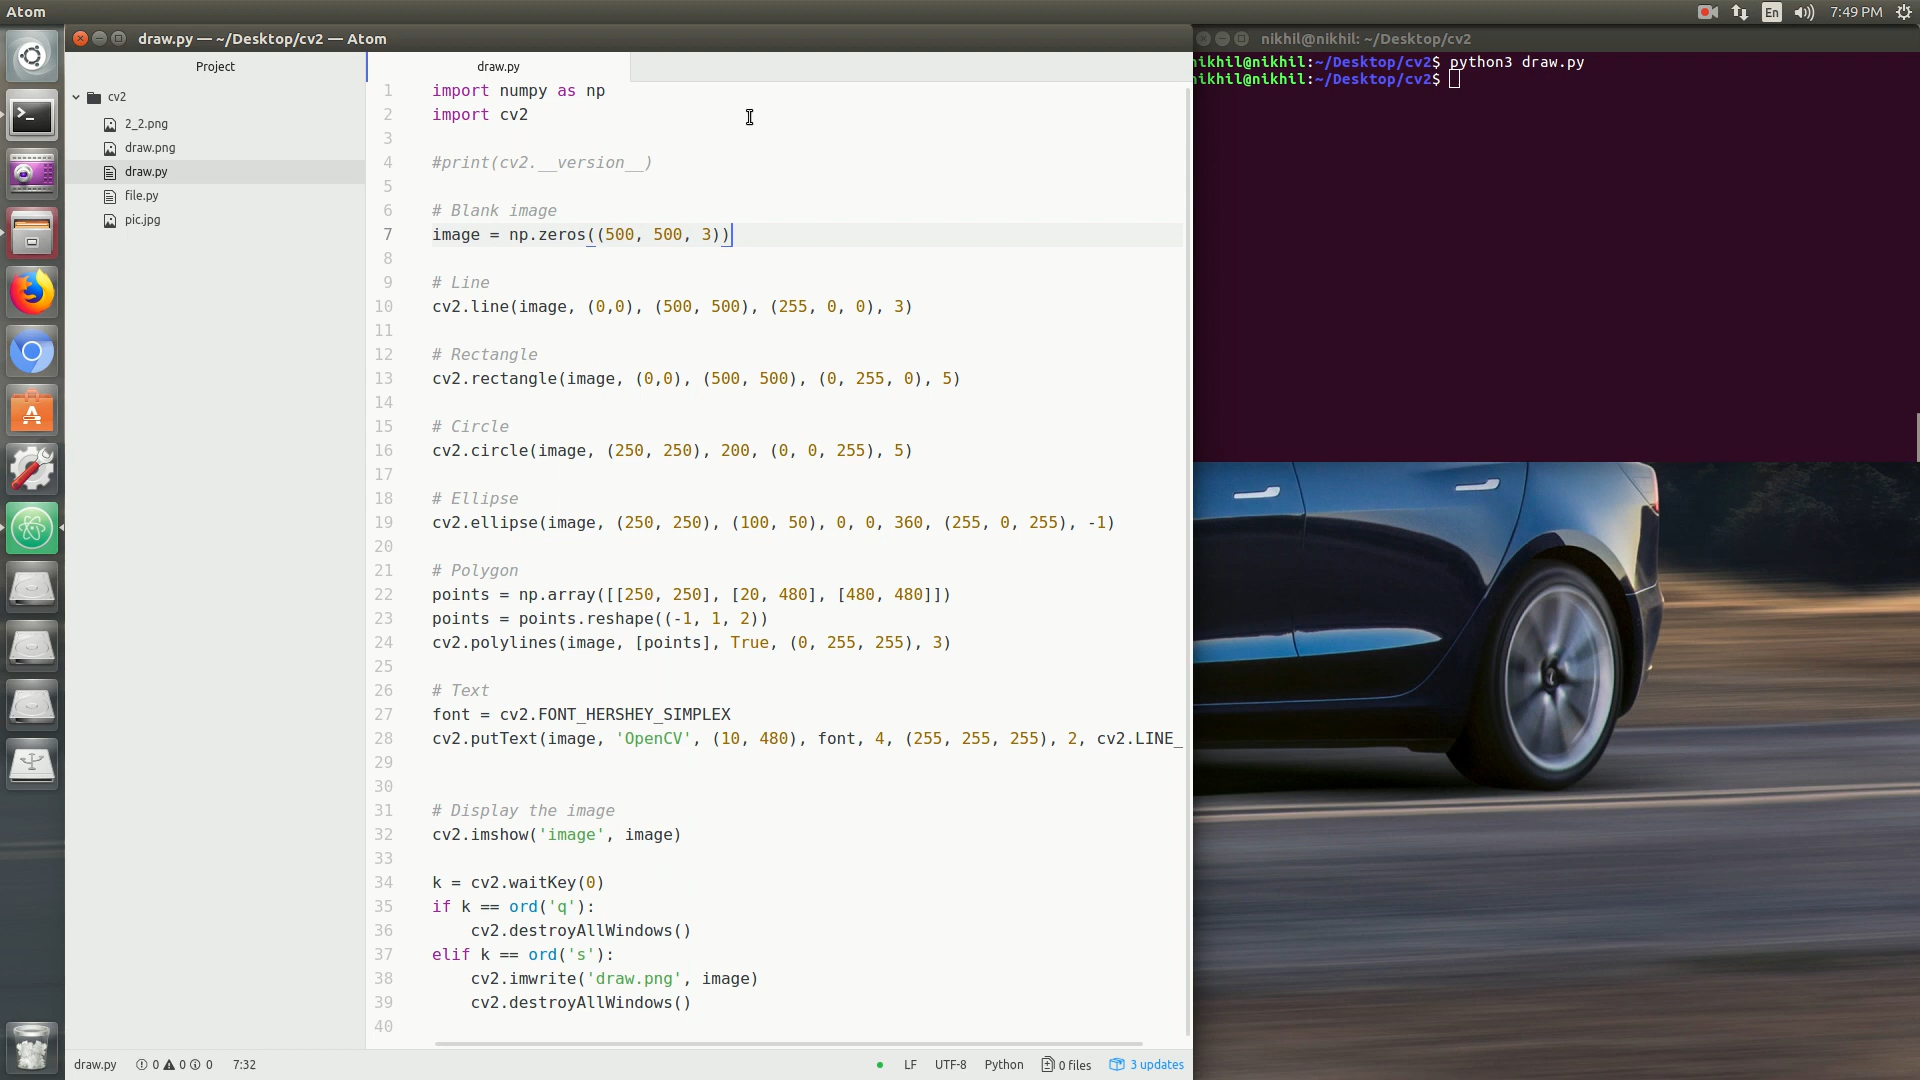 Atom
En
7:49 PM
draw.py — ~/Desktop/cv2 — Atom
nikhil@nikhil: ~/Desktop/cv2
Project
cv2
2_2.png
draw.png
draw.py
file.py
pic.jpg
draw.py
1 import numpy as np
2 import cv2
3
4 #print(cv2.__version__)
5
6 # Blank image
7 image = np.zeros((500, 500, 3))
8
9 # Line
10 cv2.line(image, (0,0), (500, 500), (255, 0, 0), 3)
11
12 # Rectangle
13 cv2.rectangle(image, (0,0), (500, 500), (0, 255, 0), 5)
14
15 # Circle
16 cv2.circle(image, (250, 250), 200, (0, 0, 255), 5)
17
18 # Ellipse
19 cv2.ellipse(image, (250, 250), (100, 50), 0, 0, 360, (255, 0, 255), -1)
20
21 # Polygon
22 points = np.array([[250, 250], [20, 480], [480, 480]])
23 points = points.reshape((-1, 1, 2))
24 cv2.polylines(image, [points], True, (0, 255, 255), 3)
25
26 # Text
27 font = cv2.FONT_HERSHEY_SIMPLEX
28 cv2.putText(image, 'OpenCV', (10, 480), font, 4, (255, 255, 255), 2, cv2.LINE_
29
30
31 # Display the image
32 cv2.imshow('image', image)
33
34 k = cv2.waitKey(0)
35 if k == ord('q'):
36 cv2.destroyAllWindows()
37 elif k == ord('s'):
38 cv2.imwrite('draw.png', image)
39 cv2.destroyAllWindows()
40
draw.py 0 0 0 7:32
LF UTF-8 Python 0 files 3 updates
nikhil@nikhil:~/Desktop/cv2$ python3 draw.py
nikhil@nikhil:~/Desktop/cv2$